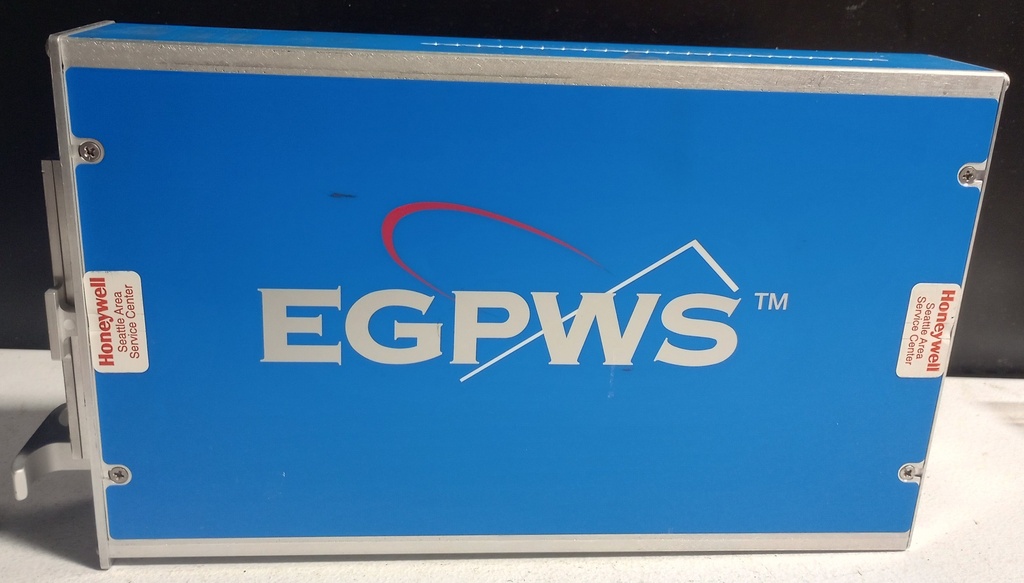 EGPWS™
Honeywell
Seattle Area
Service Center
Honeywell
Seattle Area
Service Center